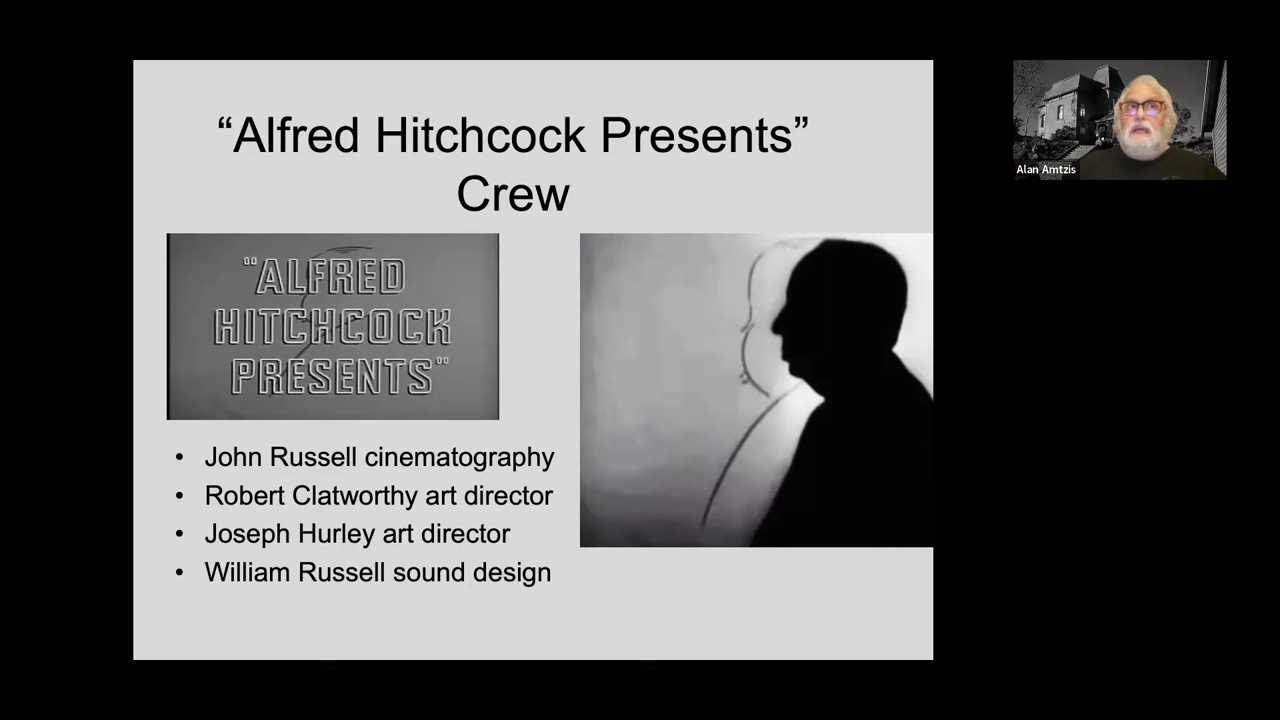 “Alfred Hitchcock Presents”
Crew
"ALFRED
HITCHCOCK
PRESENTS"
• John Russell cinematography
• Robert Clatworthy art director
• Joseph Hurley art director
• William Russell sound design
Alan Amtzis